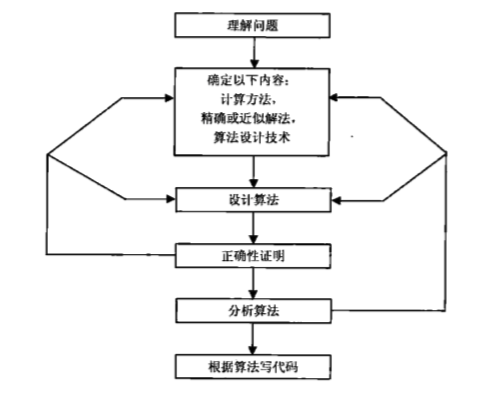 理解问题
确定以下内容：
计算方法，
精确或近似解法，
算法设计技术
设计算法
正确性证明
分析算法
根据算法写代码